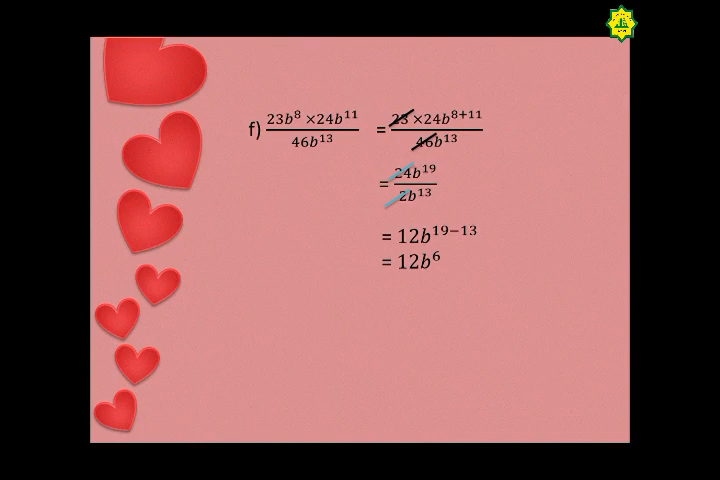 f) 23b⁸ ×24b¹¹ / 46b¹³ = 23 ×24b⁸⁺¹¹ / 46b¹³
= 24b¹⁹ / 2b¹³
= 12b¹⁹⁻¹³
= 12b⁶